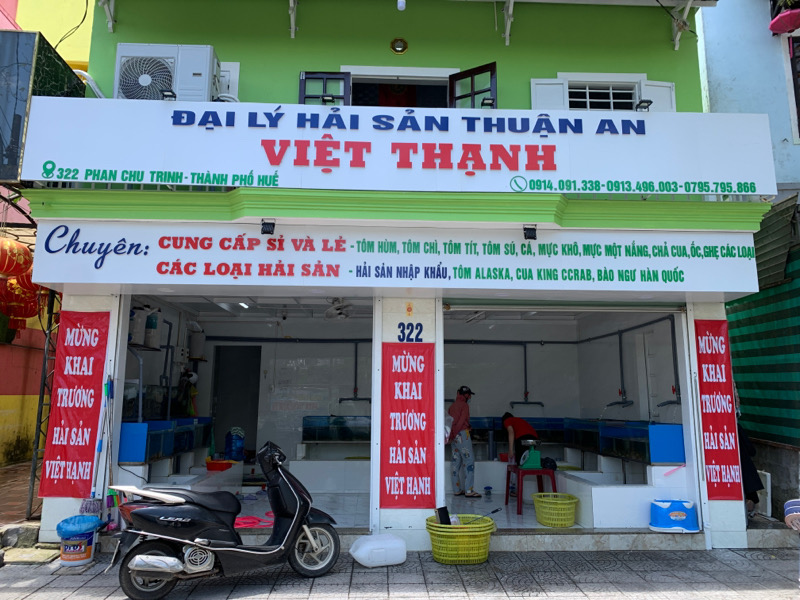 ĐẠI LÝ HẢI SẢN THUẬN AN
VIỆT THẠNH
322 PHAN CHU TRINH - THÀNH PHỐ HUẾ
0914.091.338-0913.496.003-0795.795.866
Chuyên: CUNG CẤP SỈ VÀ LẺ - TÔM HÙM, TÔM CHÌ, TÔM TÍT, TÔM SÚ, CÁ, MỰC KHÔ, MỰC MỘT NẮNG, CHẢ CUA, ỐC, GHẸ CÁC LOẠI
CÁC LOẠI HẢI SẢN - HẢI SẢN NHẬP KHẨU, TÔM ALASKA, CUA KING CCRAB, BÀO NGƯ HÀN QUỐC
MỪNG
KHAI
TRƯƠNG
HẢI SẢN
VIỆT HẠNH
322
MỪNG
KHAI
TRƯƠNG
HẢI SẢN
VIỆT HẠNH
MỪNG
KHAI
TRƯƠNG
HẢI SẢN
VIỆT HẠNH
LEAD